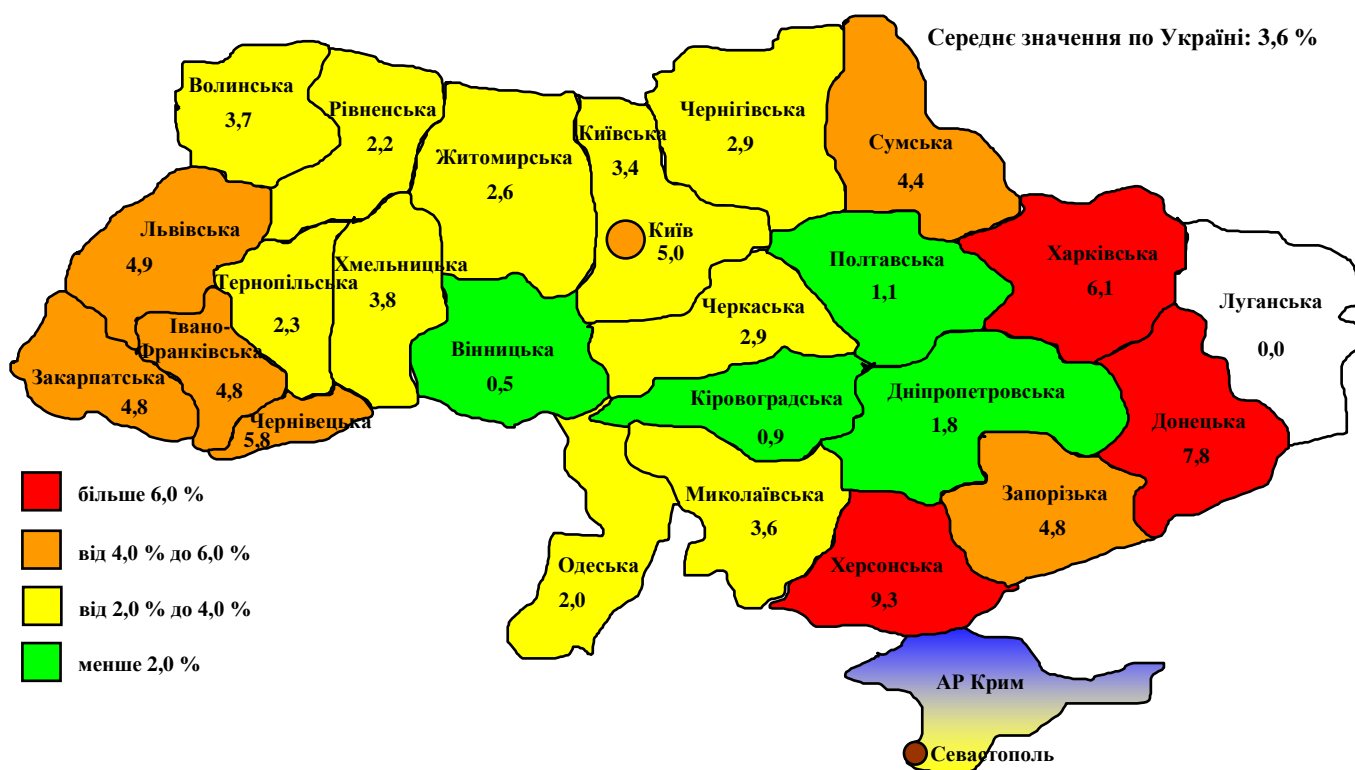 Середнє значення по Україні: 3,6 %
Волинська
3,7
Рівненська
2,2
Житомирська
2,6
Київська
3,4
Київ
5,0
Чернігівська
2,9
Сумська
4,4
Львівська
4,9
Тернопільська
2,3
Хмельницька
3,8
Вінницька
0,5
Черкаська
2,9
Полтавська
1,1
Харківська
6,1
Луганська
0,0
Івано-
Франківська
4,8
Закарпатська
4,8
Чернівецька
5,8
Кіровоградська
0,9
Дніпропетровська
1,8
Донецька
7,8
Миколаївська
3,6
Запорізька
4,8
Одеська
2,0
Херсонська
9,3
АР Крим
Севастополь
більше 6,0 %
від 4,0 % до 6,0 %
від 2,0 % до 4,0 %
менше 2,0 %